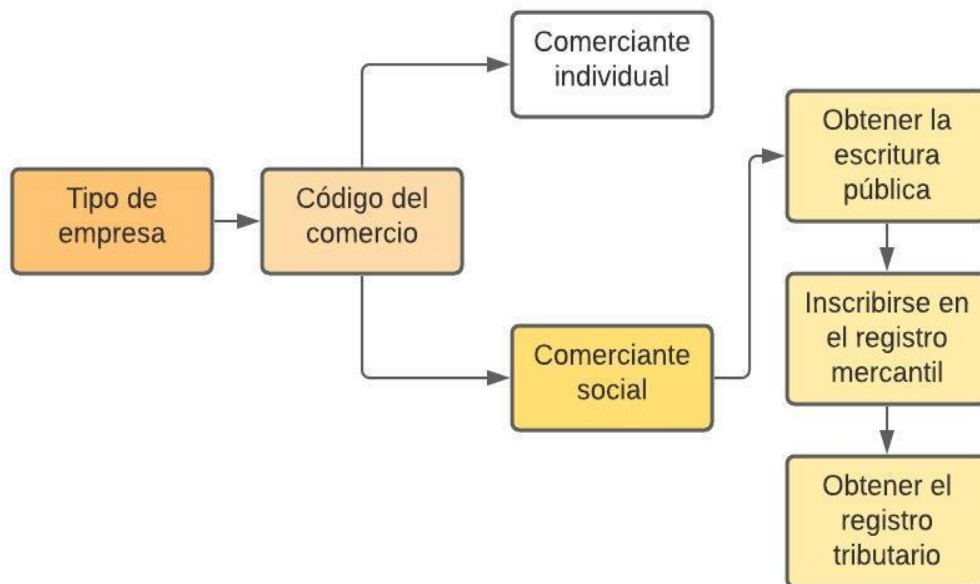 Tipo de
empresa
Código del
comercio
Comerciante
individual
Comerciante
social
Obtener la
escritura
pública
Inscribirse en
el registro
mercantil
Obtener el
registro
tributario